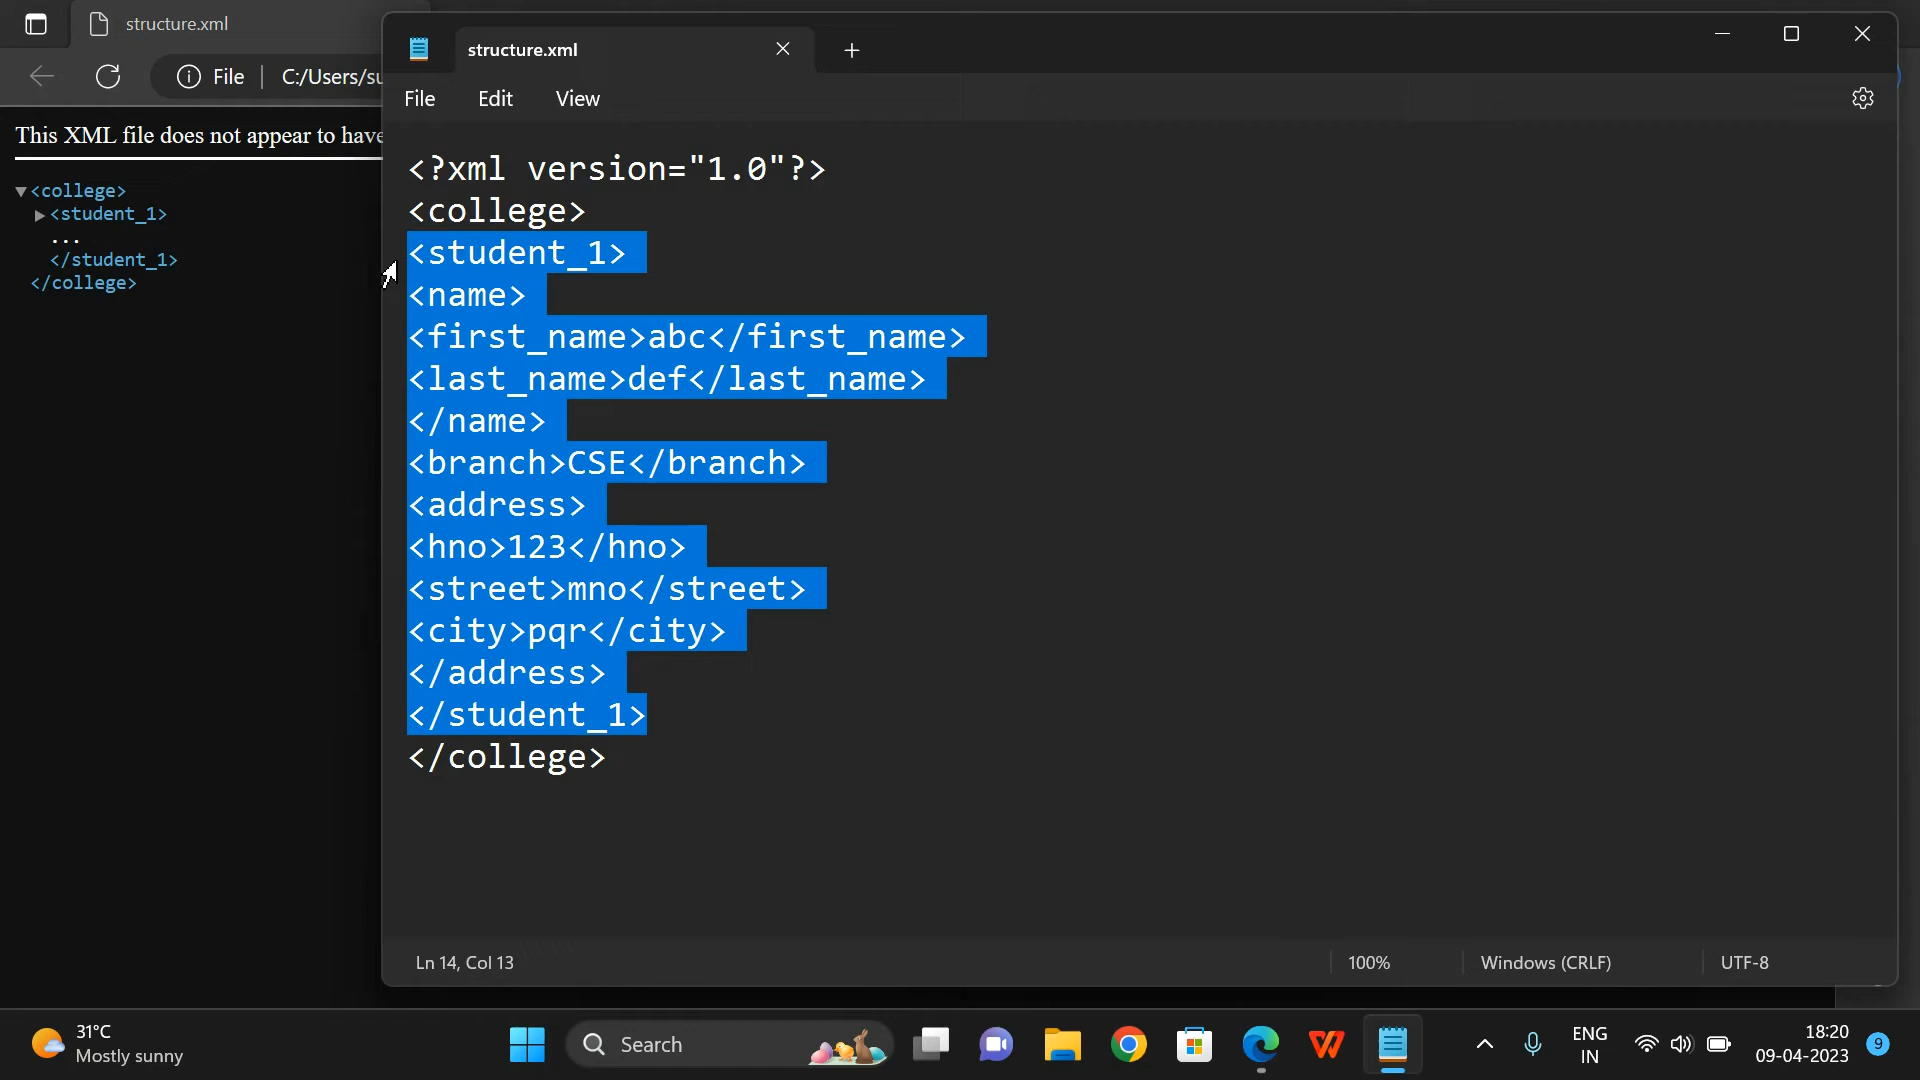 structure.xml
File
C:/Users/su
This XML file does not appear to have
<college>
<student_1>
...
</student_1>
</college>
structure.xml
File Edit View
<?xml version="1.0"?>
<college>
<student_1>
<name>
<first_name>abc</first_name>
<last_name>def</last_name>
</name>
<branch>CSE</branch>
<address>
<hno>123</hno>
<street>mno</street>
<city>pqr</city>
</address>
</student_1>
</college>
Ln 14, Col 13
100%
Windows (CRLF)
UTF-8
31°C
Mostly sunny
Search
ENG
IN
18:20
09-04-2023
9